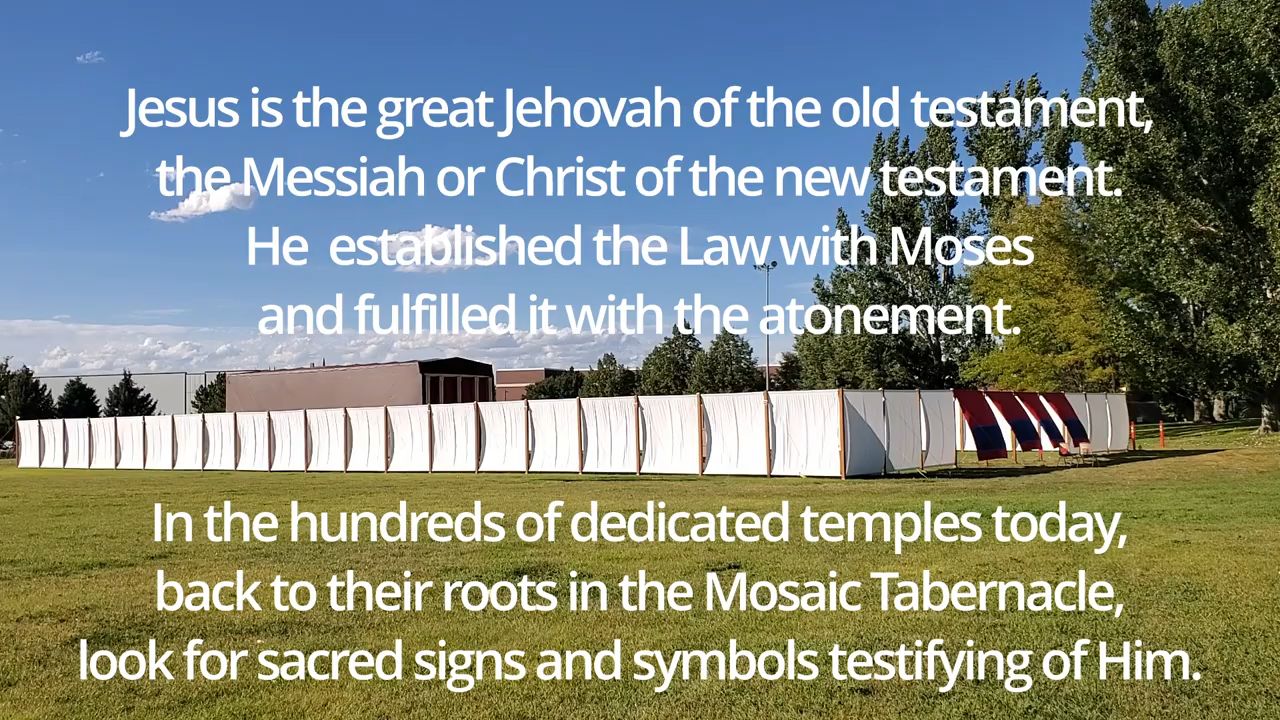 Jesus is the great Jehovah of the old testament,
the Messiah or Christ of the new testament.
He  established the Law with Moses
and fulfilled it with the atonement.
In the hundreds of dedicated temples today,
back to their roots in the Mosaic Tabernacle,
look for sacred signs and symbols testifying of Him.